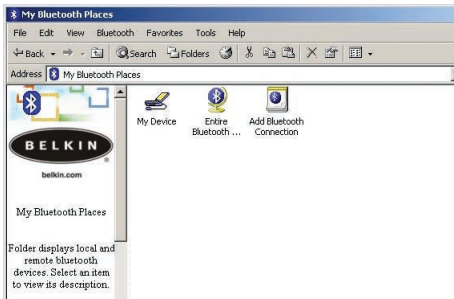 My Bluetooth Places
File Edit View Bluetooth Favorites Tools Help
Back Search Folders
Address My Bluetooth Places
BELKIN
belkin.com
My Bluetooth Places
Folder displays local and
remote bluetooth
devices. Select an item
to view its description.
My Device
Entire
Bluetooth ...
Add Bluetooth
Connection